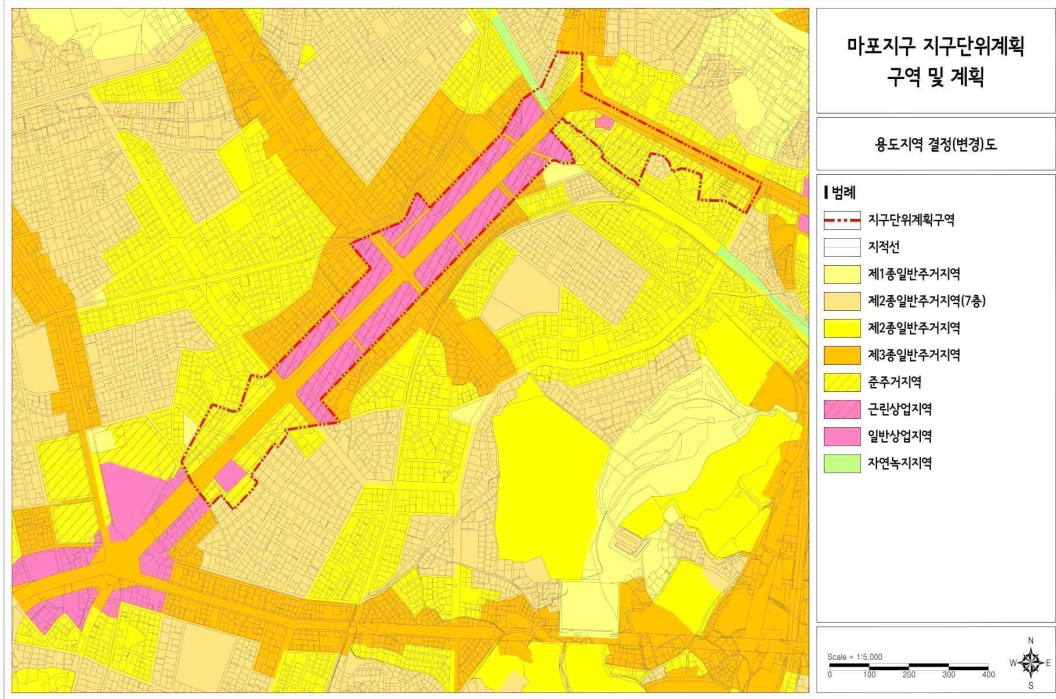 마포지구 지구단위계획
구역 및 계획
용도지역 결정(변경)도
범례
지구단위계획구역
지적선
제1종일반주거지역
제2종일반주거지역(7층)
제2종일반주거지역
제3종일반주거지역
준주거지역
근린상업지역
일반상업지역
자연녹지지역
Scale = 1:5,000
0 100 200 300 400
N
W E
S